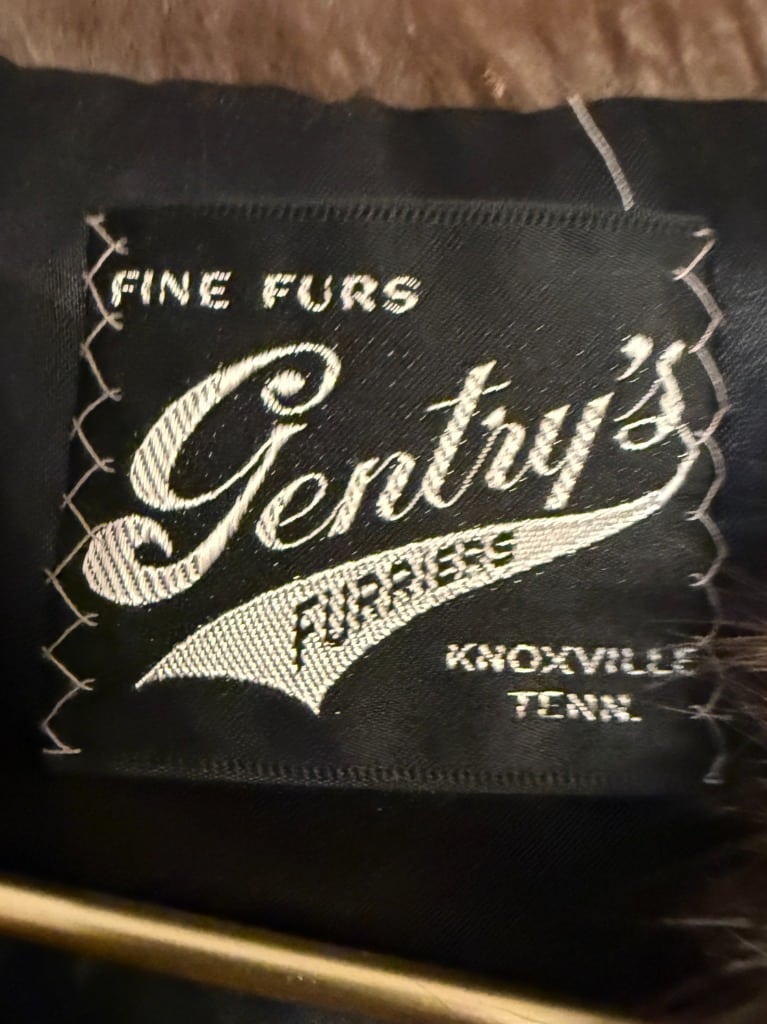 FINE FURS
Gentry's
FURRIERS
KNOXVILLE
TENN.